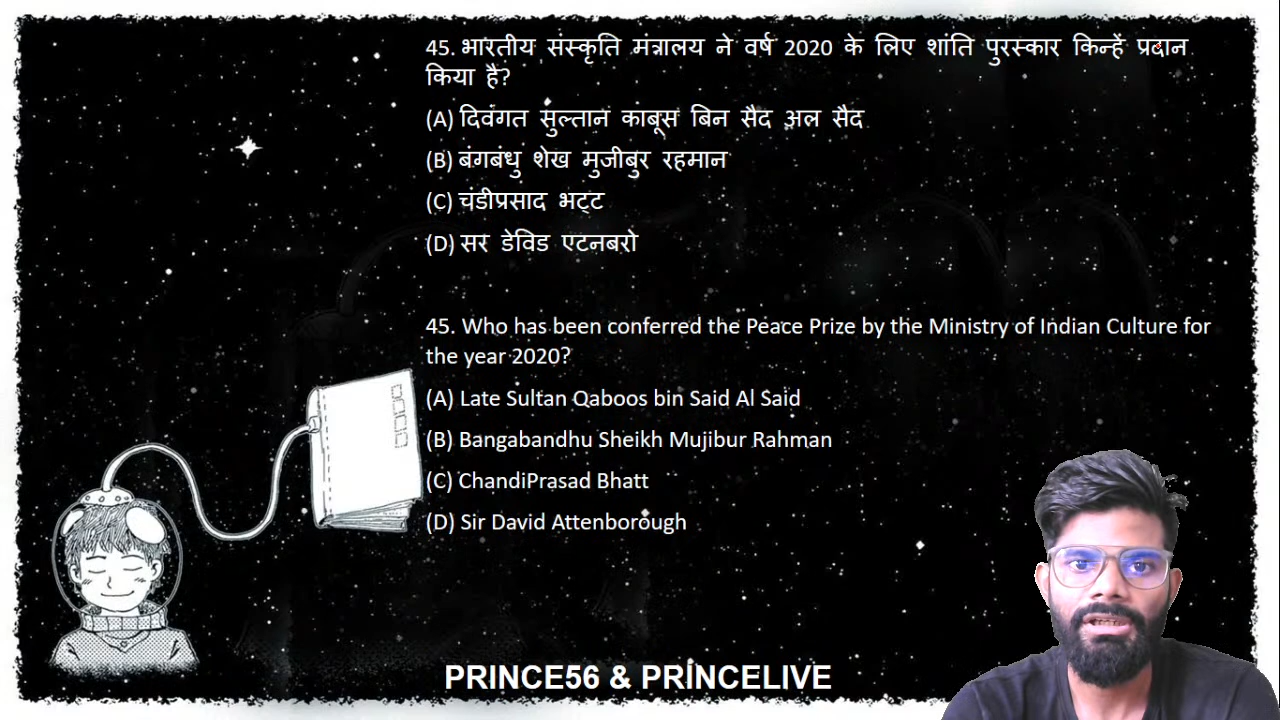 45. भारतीय संस्कृति मंत्रालय ने वर्ष 2020 के लिए शांति पुरस्कार किन्हें प्रदान
किया है?
(A) दिवंगत सुल्तान काबूस बिन सैद अल सैद
(B) बंगबंधु शेख मुजीबुर रहमान
(C) चंडीप्रसाद भट्ट
(D) सर डेविड एटनबरो
45. Who has been conferred the Peace Prize by the Ministry of Indian Culture for
the year 2020?
(A) Late Sultan Qaboos bin Said Al Said
(B) Bangabandhu Sheikh Mujibur Rahman
(C) ChandiPrasad Bhatt
(D) Sir David Attenborough
PRINCE56 & PRINCELIVE